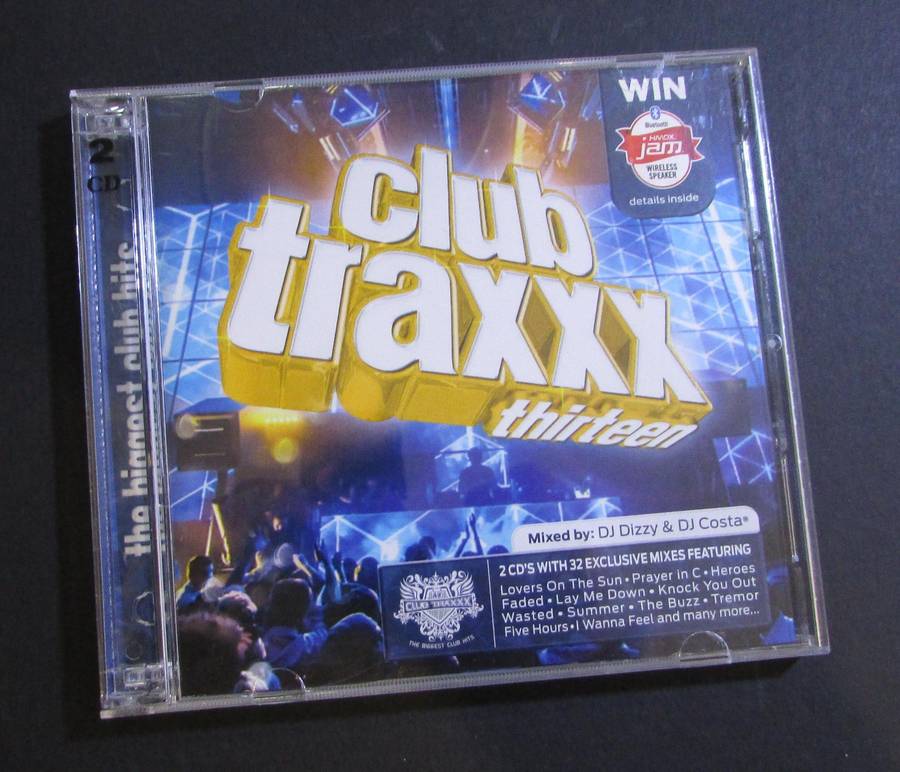 2
CD
the biggest club hits
WIN
Bluetooth
HMDX
jam
WIRELESS
SPEAKER
details inside
club
traxxx
thirteen
Mixed by: DJ Dizzy & DJ Costa®
2 CD'S WITH 32 EXCLUSIVE MIXES FEATURING
Lovers On The Sun • Prayer in C • Heroes
Faded • Lay Me Down • Knock You Out
Wasted • Summer • The Buzz • Tremor
Five Hours • I Wanna Feel and many more...
CLUB TRAXXX
THE BIGGEST CLUB HITS